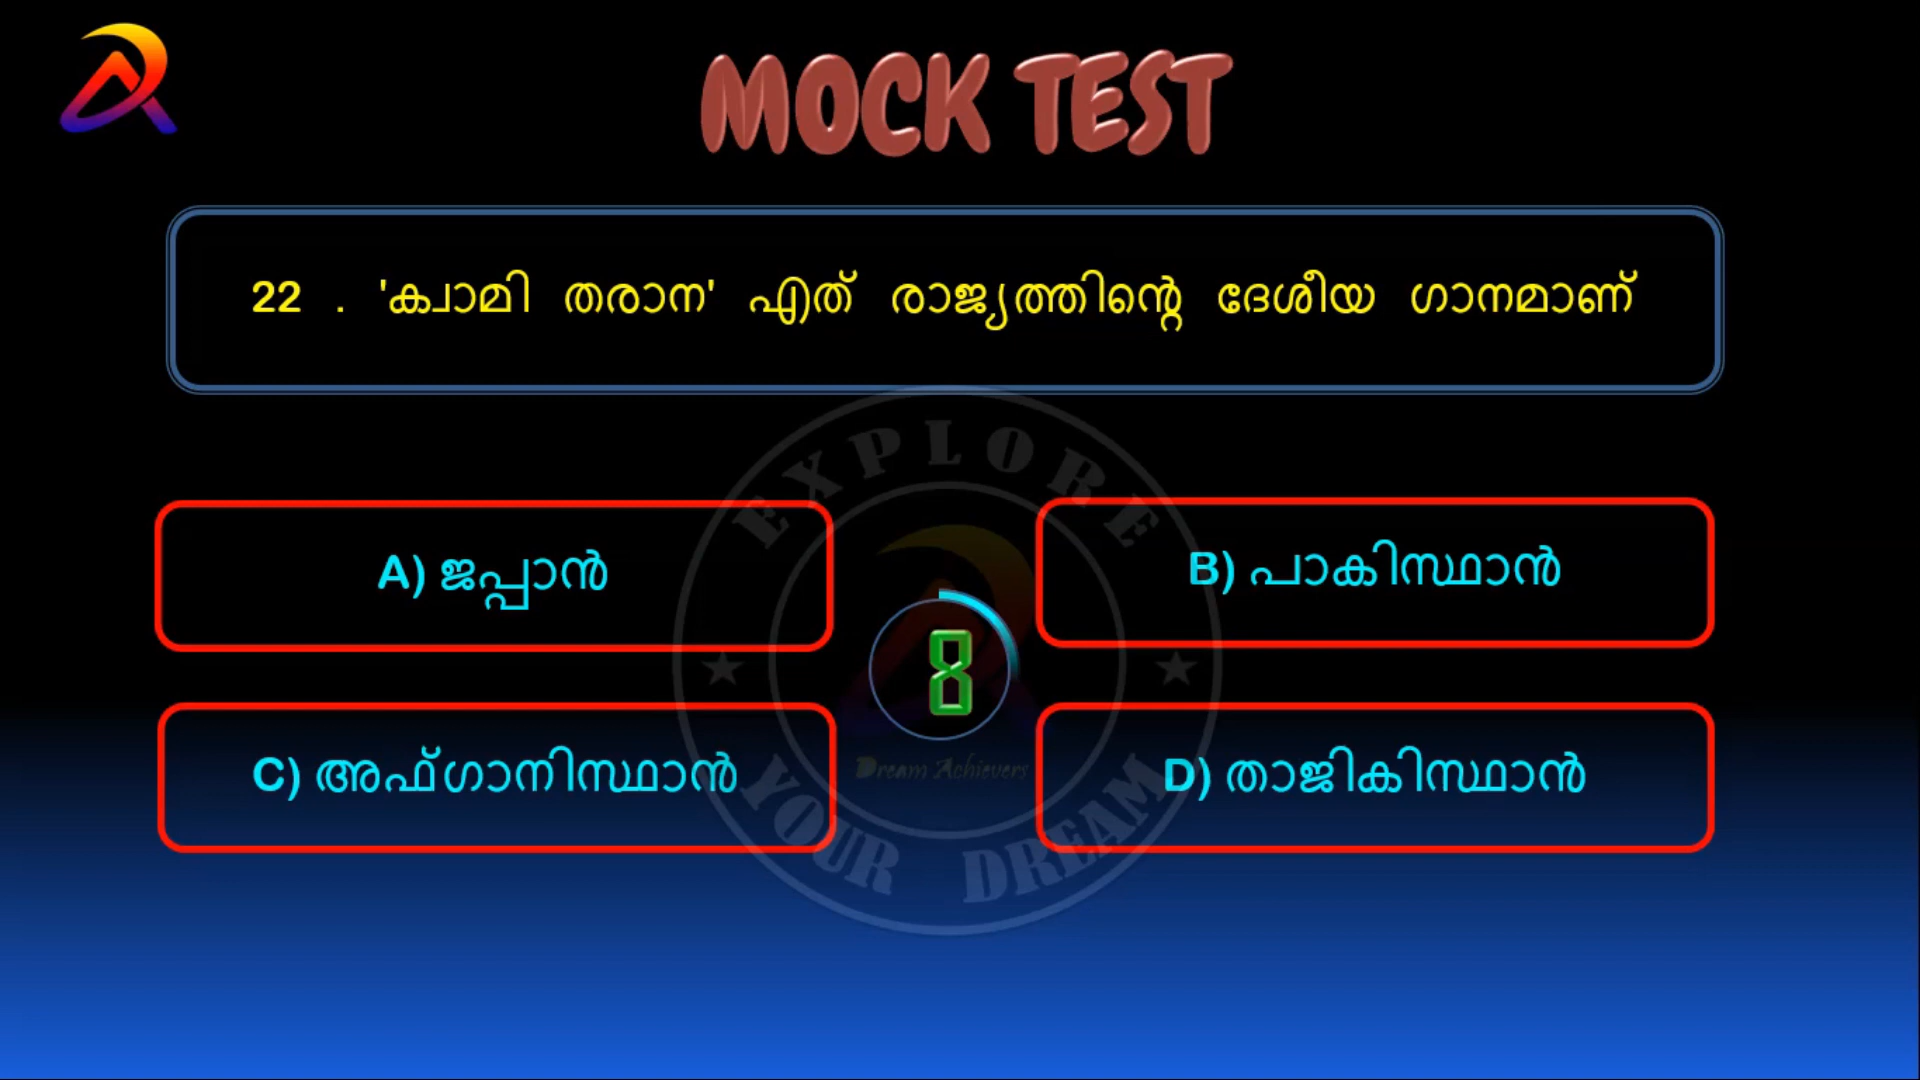 MOCK TEST
22 . 'ക്വാമി തരാന' എത് രാജ്യത്തിന്റെ ദേശീയ ഗാനമാണ്
A) ജപ്പാൻ
B) പാകിസ്ഥാൻ
C) അഫ്ഗാനിസ്ഥാൻ
D) താജികിസ്ഥാൻ
8
EXPLORE
Dream Achievers
YOUR DREAM